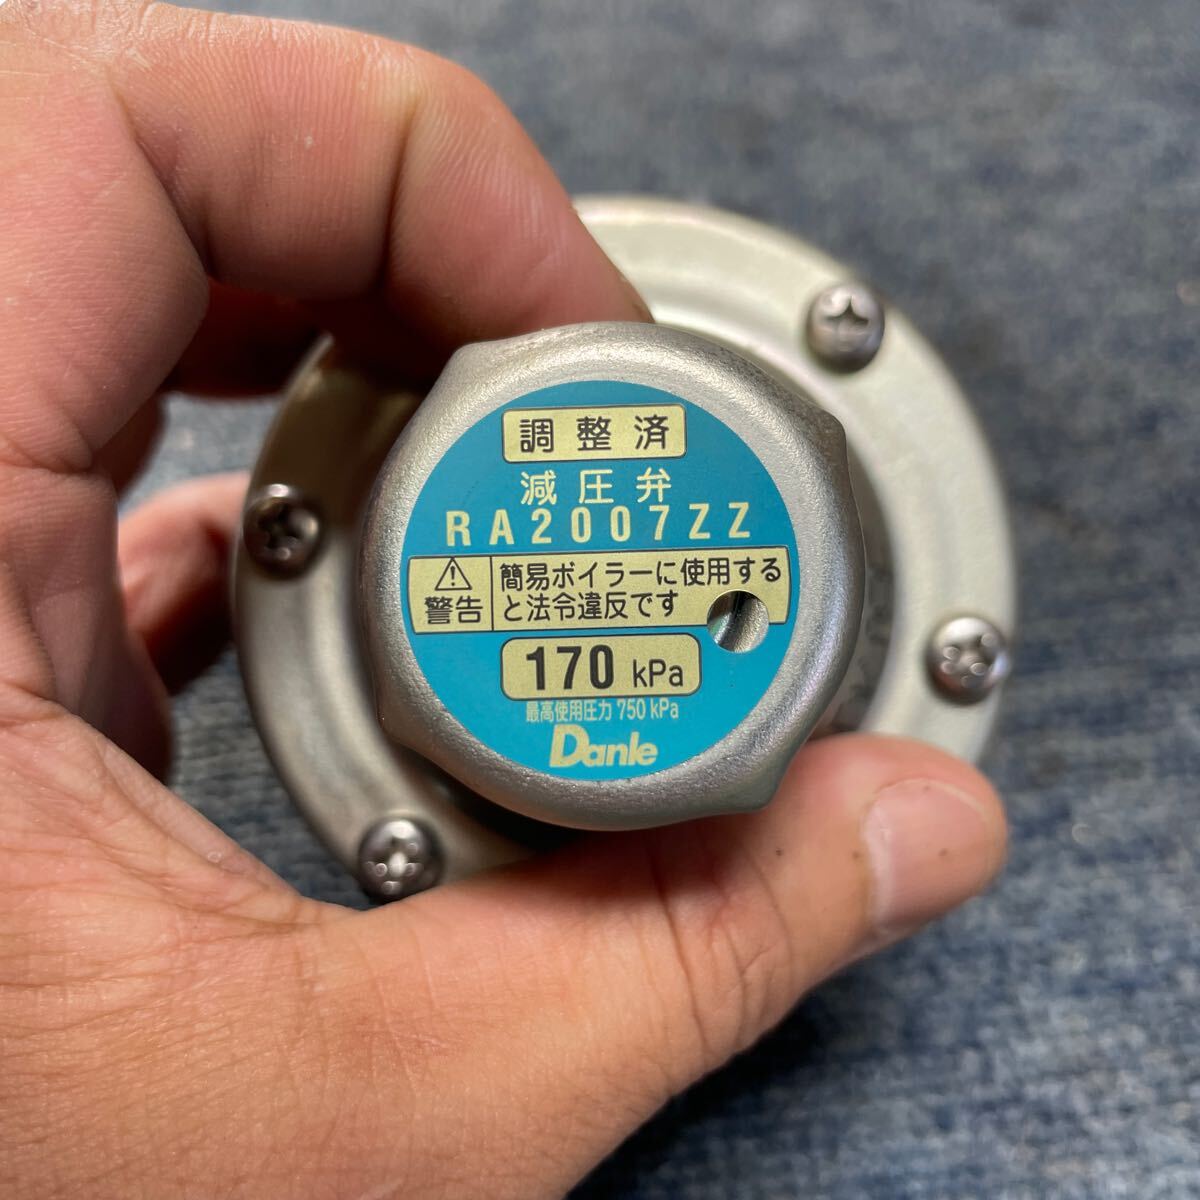 調整済
減圧弁
RA2007ZZ
⚠ 簡易ボイラーに使用する
警告 と法令違反です
170 kPa
最高使用圧力 750 kPa
Danle